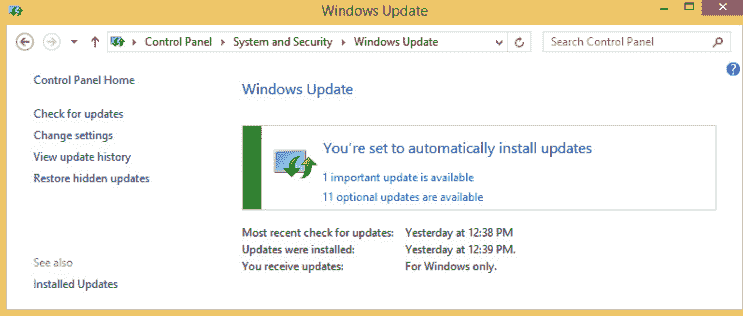 Windows Update
Control Panel System and Security Windows Update Search Control Panel
Control Panel Home
Check for updates
Change settings
View update history
Restore hidden updates
See also
Installed Updates
Windows Update
You're set to automatically install updates
1 important update is available
11 optional updates are available
Most recent check for updates: Yesterday at 12:38 PM
Updates were installed: Yesterday at 12:39 PM.
You receive updates: For Windows only.